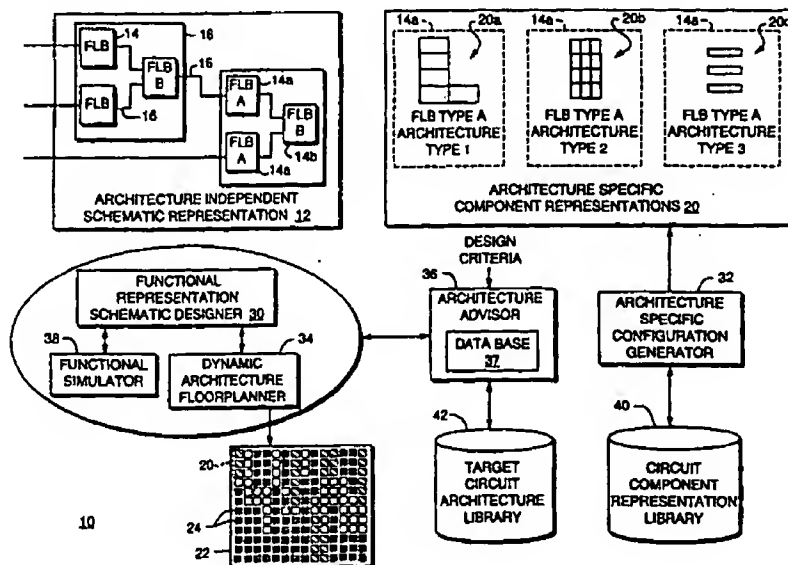 14
16
FLB
FLB
B
16
14a
FLB
A
FLB
16
FLB
B
FLB
A
14b
14a
ARCHITECTURE INDEPENDENT
SCHEMATIC REPRESENTATION 12
14a
20a
14a
20b
14a
20c
FLB TYPE A
ARCHITECTURE
TYPE 1
FLB TYPE A
ARCHITECTURE
TYPE 2
FLB TYPE A
ARCHITECTURE
TYPE 3
ARCHITECTURE SPECIFIC
COMPONENT REPRESENTATIONS 20
FUNCTIONAL
REPRESENTATION
SCHEMATIC DESIGNER 30
38
34
FUNCTIONAL
SIMULATOR
DYNAMIC
ARCHITECTURE
FLOORPLANNER
DESIGN
CRITERIA
36
ARCHITECTURE
ADVISOR
DATA BASE
37
32
ARCHITECTURE
SPECIFIC
CONFIGURATION
GENERATOR
42
TARGET
CIRCUIT
ARCHITECTURE
LIBRARY
40
CIRCUIT
COMPONENT
REPRESENTATION
LIBRARY
20
24
22
10